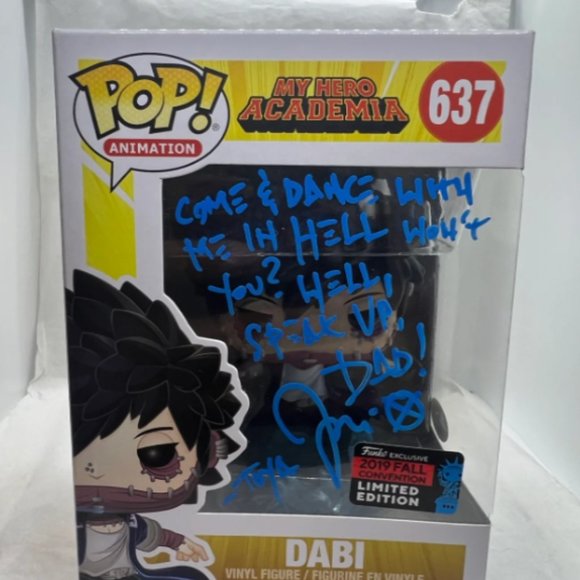 POP!
ANIMATION
MY HERO
ACADEMIA
637
COME & DANCE WITH
ME IN HELL WON't
YOU? HELL,
SPEAK UP,
DAD!
-Toya
Funko EXCLUSIVE
2019 FALL
CONVENTION
LIMITED
EDITION
DABI
VINYL FIGURE / FIGURINE EN VINYLE